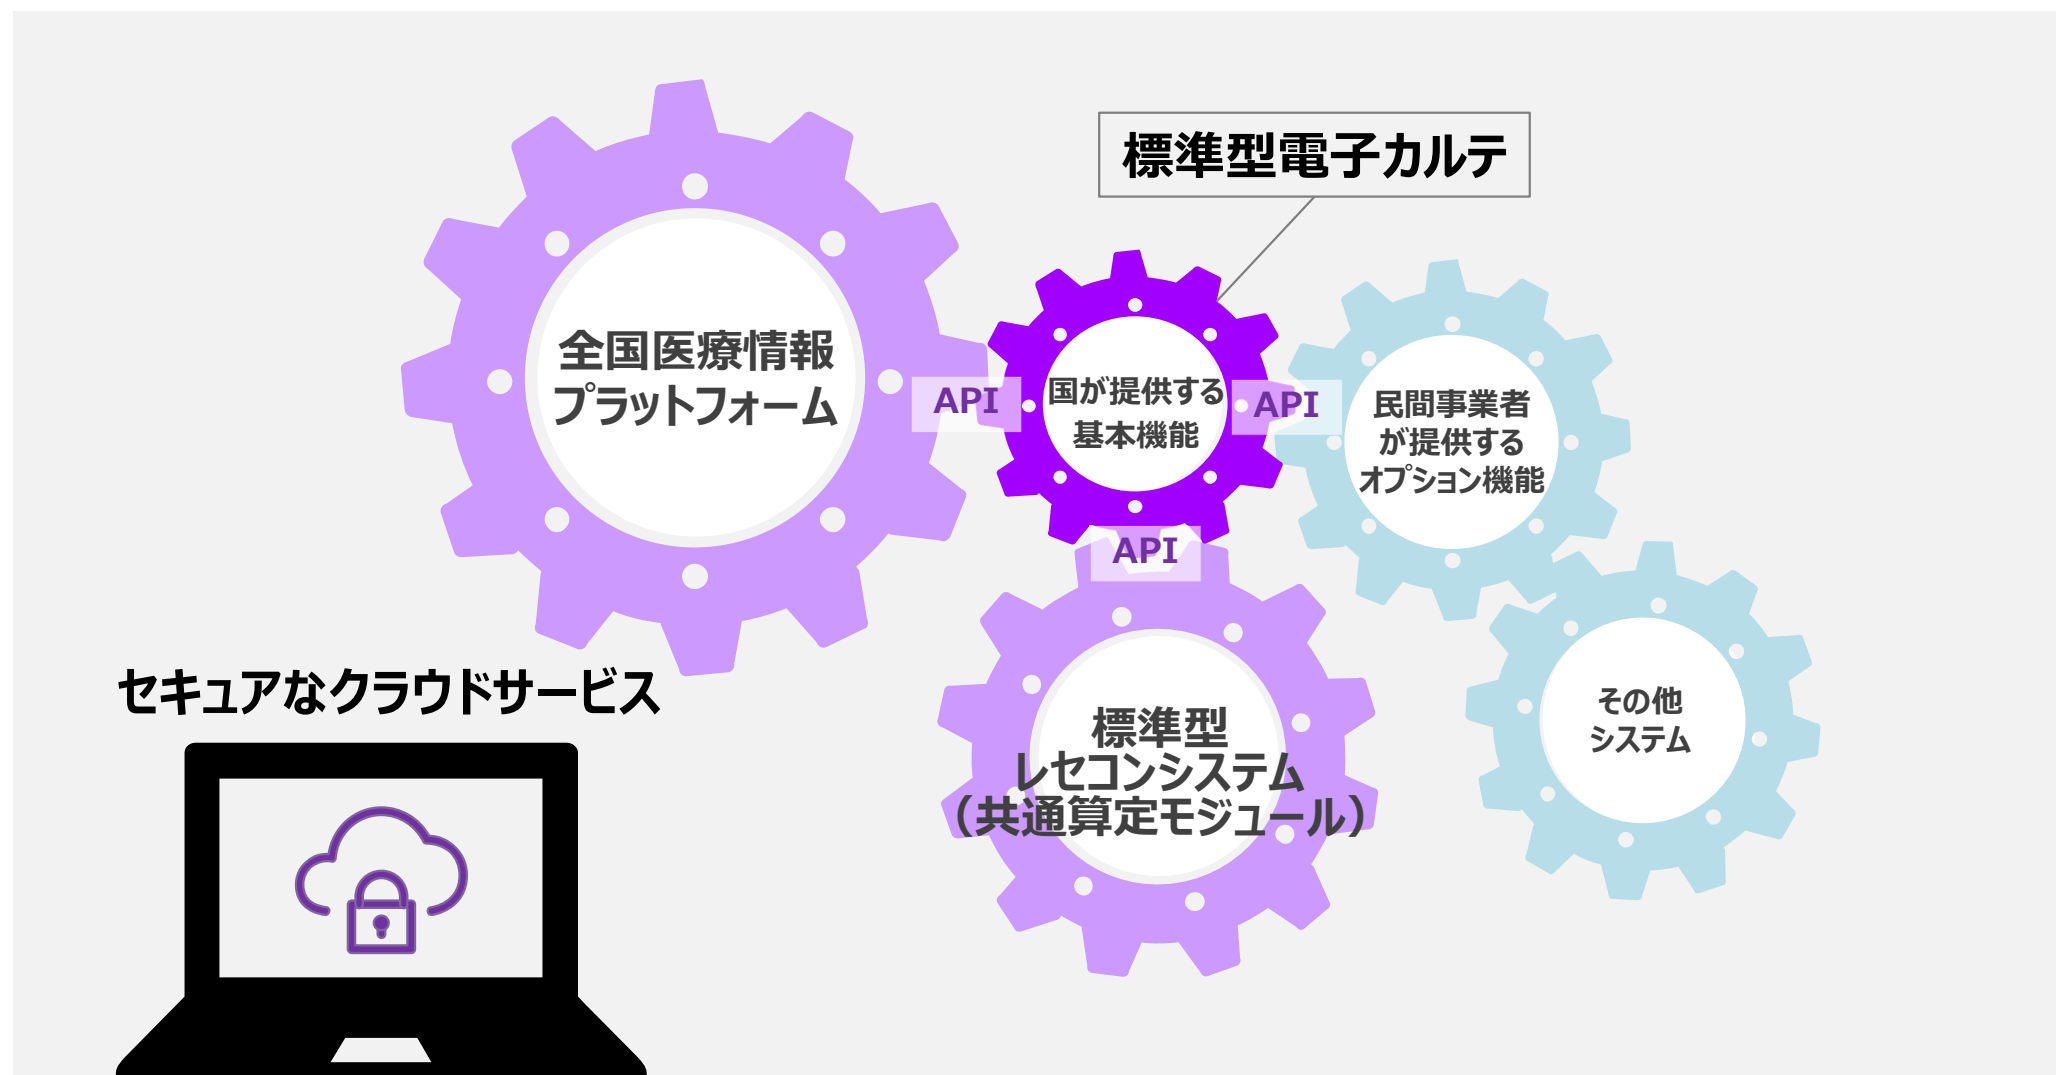 標準型電子カルテ
全国医療情報
プラットフォーム
API
国が提供する
基本機能
API
民間事業者
が提供する
オプション機能
API
セキュアなクラウドサービス
標準型
レセコンシステム
（共通算定モジュール）
その他
システム